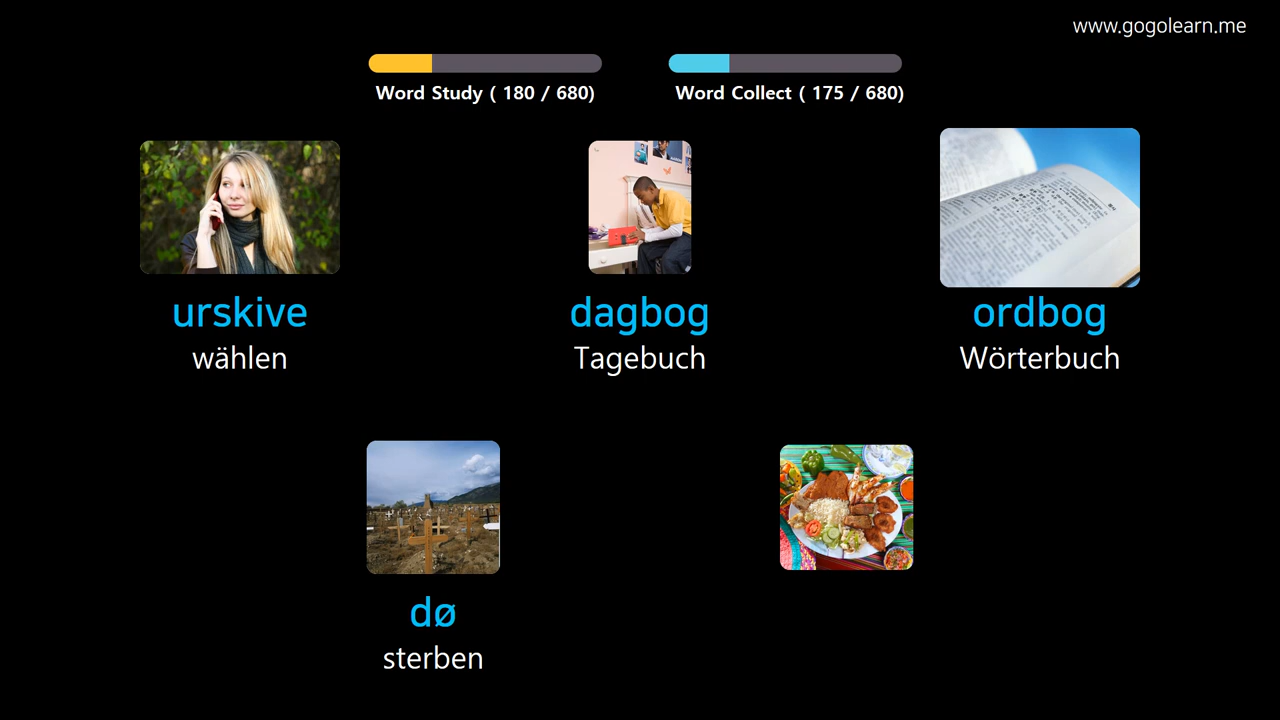 www.gogolearn.me
Word Study ( 180 / 680)
Word Collect ( 175 / 680)
urskive
wählen
dagbog
Tagebuch
ordbog
Wörterbuch
dø
sterben